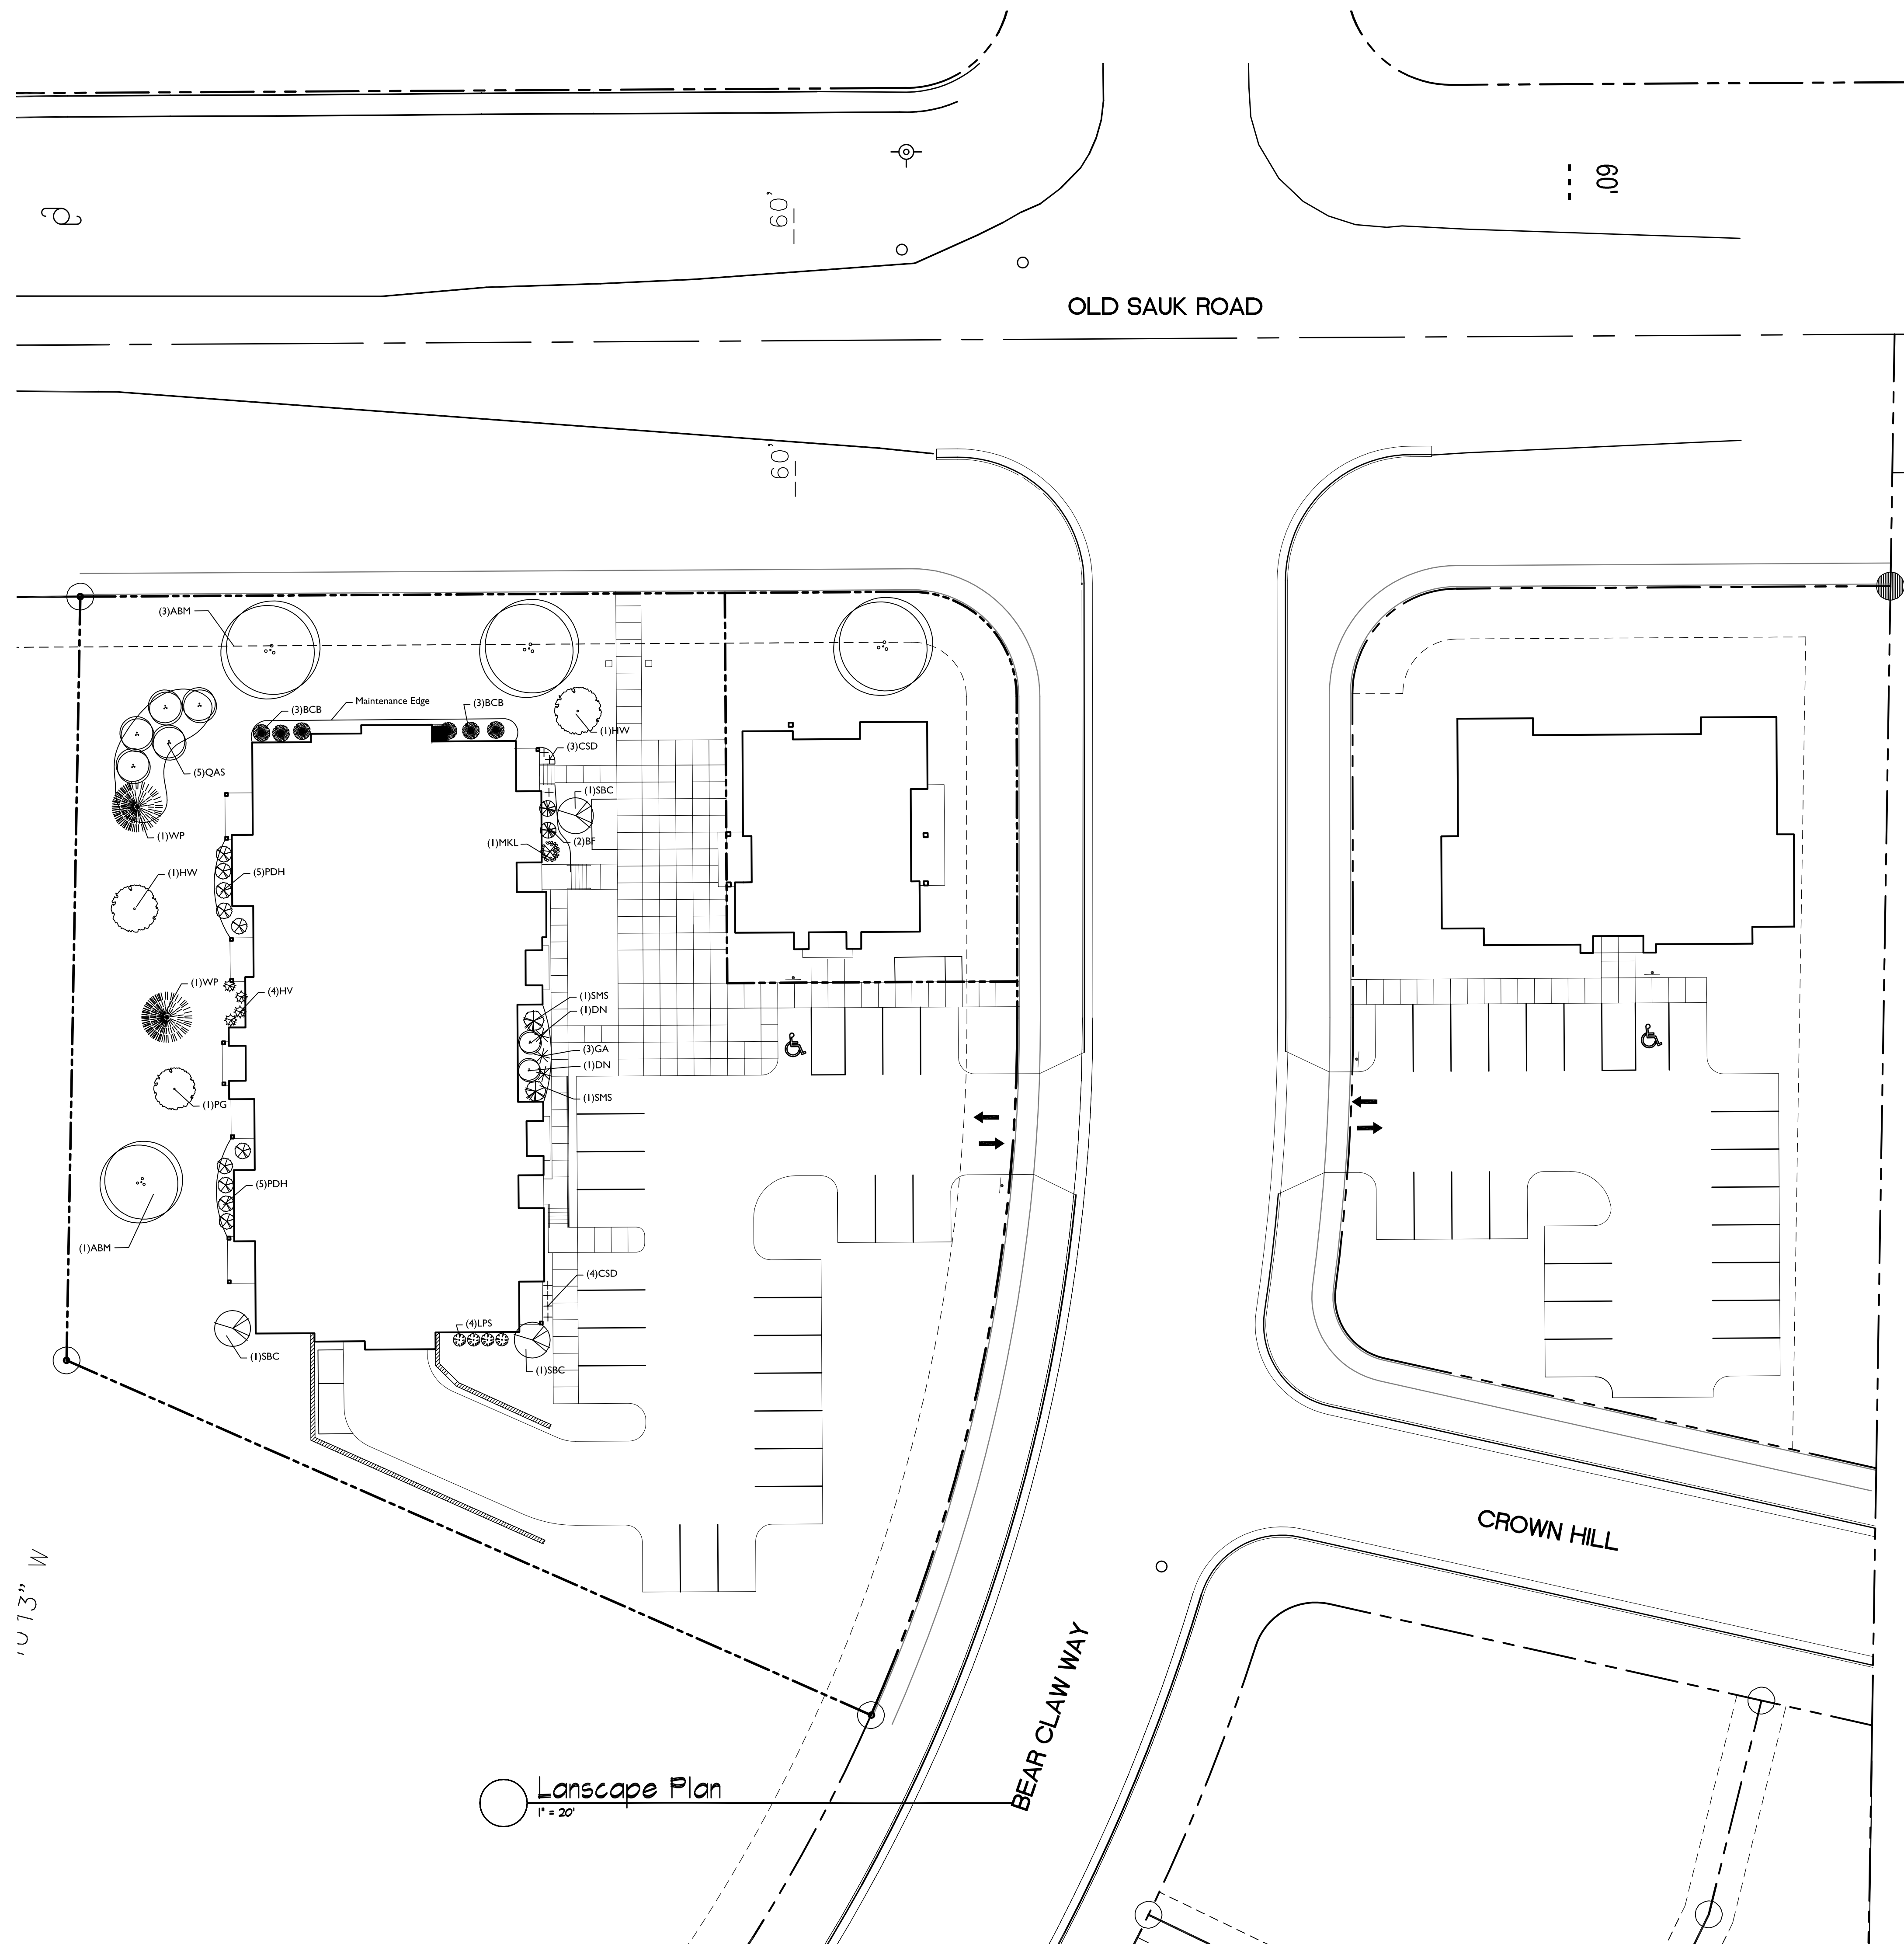 60'
60'
OLD SAUK ROAD
60'
(3)ABM
(3)BCB
Maintenance Edge
(3)BCB
(1)HW
(3)CSD
(5)QAS
(1)SBC
(1)WP
(1)MKL
(2)BF
(1)HW
(5)PDH
(1)WP
(4)HV
(1)SMS
(1)DN
(3)GA
(1)DN
(1)PG
(1)SMS
(5)PDH
(1)ABM
(4)CSD
(4)LPS
(1)SBC
(1)SBC
CROWN HILL
13" W
BEAR CLAW WAY
Lanscape Plan
1" = 20'